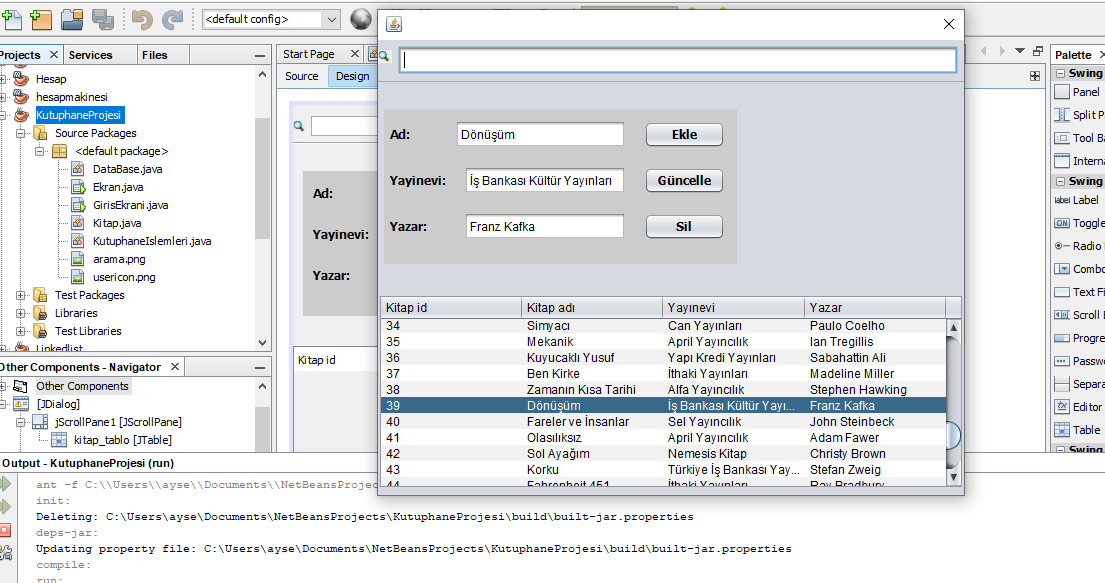 <default config>
Projects Services Files
Hesap
hesapmakinesi
KutuphaneProjesi
Source Packages
<default package>
DataBase.java
Ekran.java
GirisEkrani.java
Kitap.java
KutuphaneIslemleri.java
arama.png
usericon.png
Test Packages
Libraries
Test Libraries
Linkedlist
Other Components - Navigator
Other Components
[JDialog]
jScrollPane1 [JScrollPane]
kitap_tablo [JTable]
Start Page
Source Design
Ad:
Yayinevi:
Yazar:
Kitap id
Ad: Dönüşüm Ekle
Yayinevi: İş Bankası Kültür Yayınları Güncelle
Yazar: Franz Kafka Sil
Kitap id Kitap adı Yayınevi Yazar
34 Simyacı Can Yayınları Paulo Coelho
35 Mekanik April Yayıncılık Ian Tregillis
36 Kuyucaklı Yusuf Yapı Kredi Yayınları Sabahattin Ali
37 Ben Kirke İthaki Yayınları Madeline Miller
38 Zamanın Kısa Tarihi Alfa Yayıncılık Stephen Hawking
39 Dönüşüm İş Bankası Kültür Yayı... Franz Kafka
40 Fareler ve İnsanlar Sel Yayıncılık John Steinbeck
41 Olasılıksız April Yayıncılık Adam Fawer
42 Sol Ayağım Nemesis Kitap Christy Brown
43 Korku Türkiye İş Bankası Yay... Stefan Zweig
44 Fahrenheit 451 İthaki Yayınları Ray Bradbury
Palette
Swing
Panel
Split P
Tool Ba
Interna
Swing
label Label
ON Toggle
Radio
Combo
Text Fi
Scroll
Progre
Passwo
Separa
Editor
Table
Swing
Output - KutuphaneProjesi (run)
ant -f C:\\Users\\ayse\\Documents\\NetBeansProjec
init:
Deleting: C:\Users\ayse\Documents\NetBeansProjects\KutuphaneProjesi\build\built-jar.properties
deps-jar:
Updating property file: C:\Users\ayse\Documents\NetBeansProjects\KutuphaneProjesi\build\built-jar.properties
compile:
run: